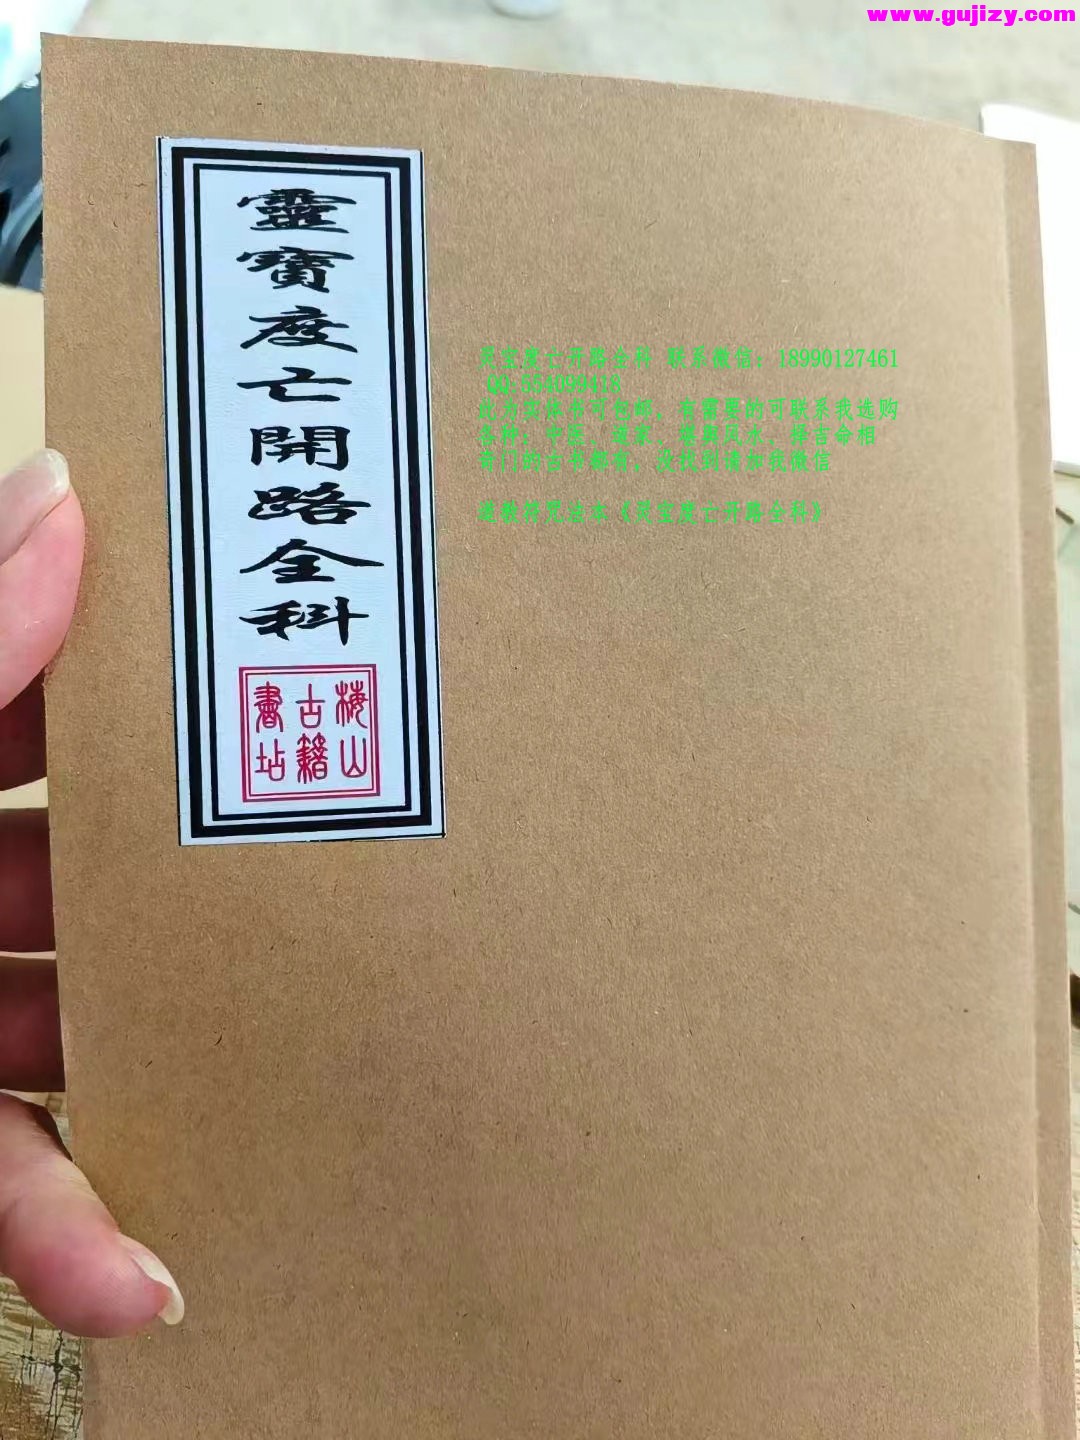 www.gujizy.com
靈寶度亡開路全科
梅山
古籍
書坫
灵宝度亡开路全科 联系微信：18990127461
QQ:554099418
此为实体书可包邮，有需要的可联系我选购
各种：中医、道家、堪舆风水、择吉命相
奇门的古书都有，没找到请加我微信
道教符咒法本《灵宝度亡开路全科》